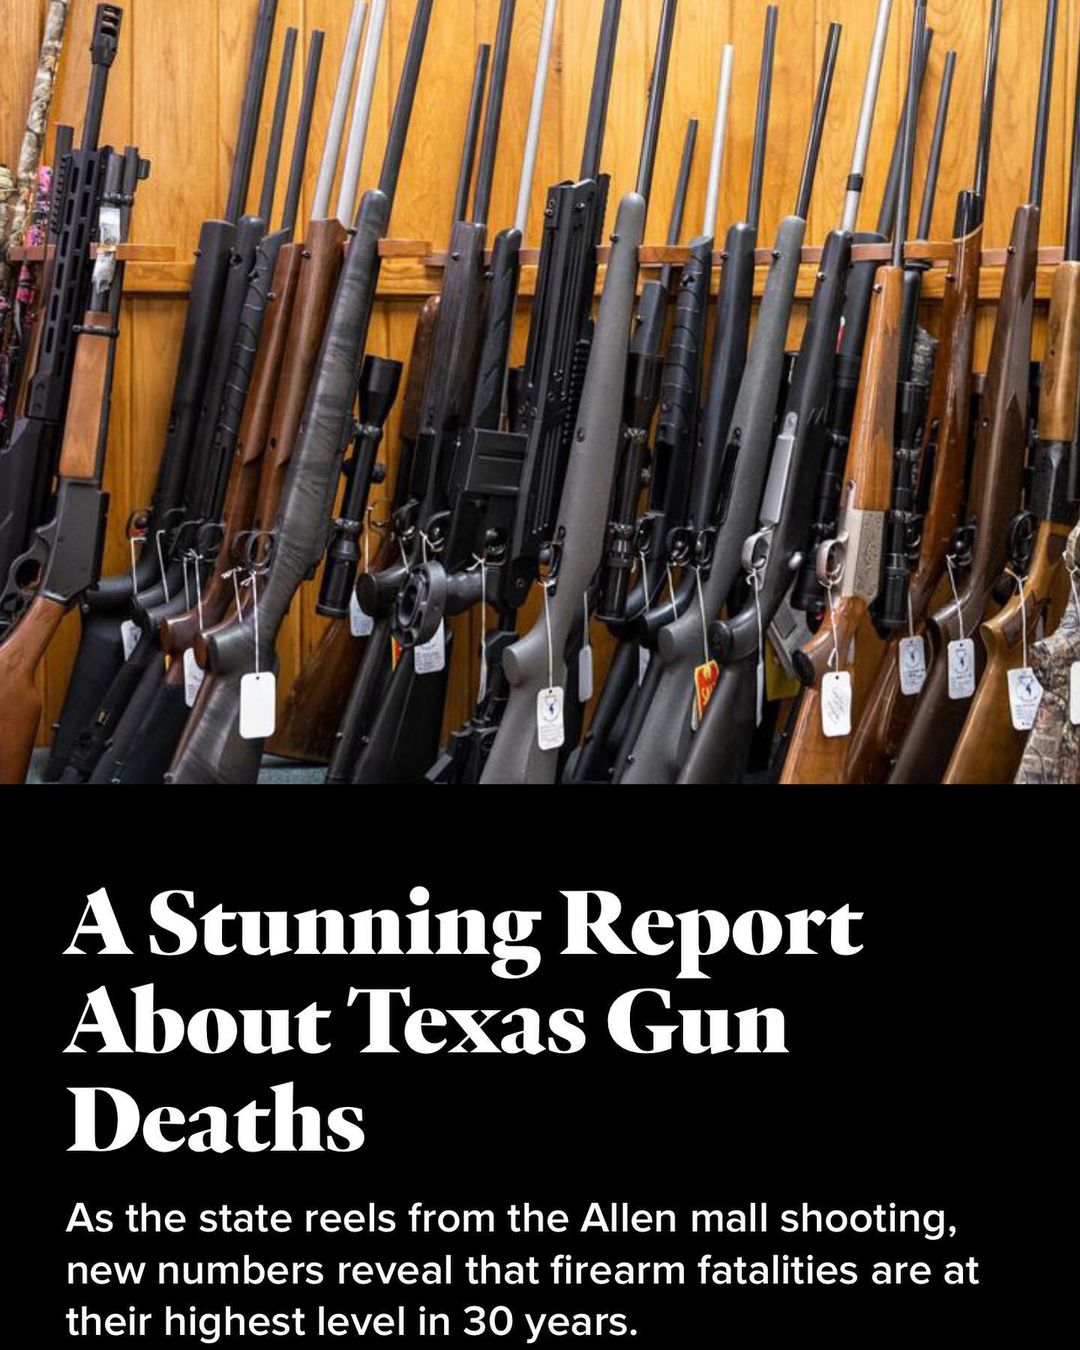 A Stunning Report
About Texas Gun
Deaths
As the state reels from the Allen mall shooting,
new numbers reveal that firearm fatalities are at
their highest level in 30 years.